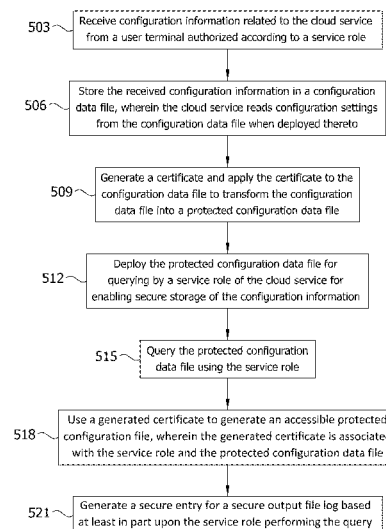 503
Receive configuration information related to the cloud service
from a user terminal authorized according to a service role
506
Store the received configuration information in a configuration
data file, wherein the cloud service reads configuration settings
from the configuration data file when deployed thereto
509
Generate a certificate and apply the certificate to the
configuration data file to transform the configuration
data file into a protected configuration data file
512
Deploy the protected configuration data file for
querying by a service role of the cloud service for
enabling secure storage of the configuration information
515
Query the protected configuration
data file using the service role
518
Use a generated certificate to generate an accessible protected
configuration file, wherein the generated certificate is associated
with the service role and the protected configuration data file
521
Generate a secure entry for a secure output file log based
at least in part upon the service role performing the query